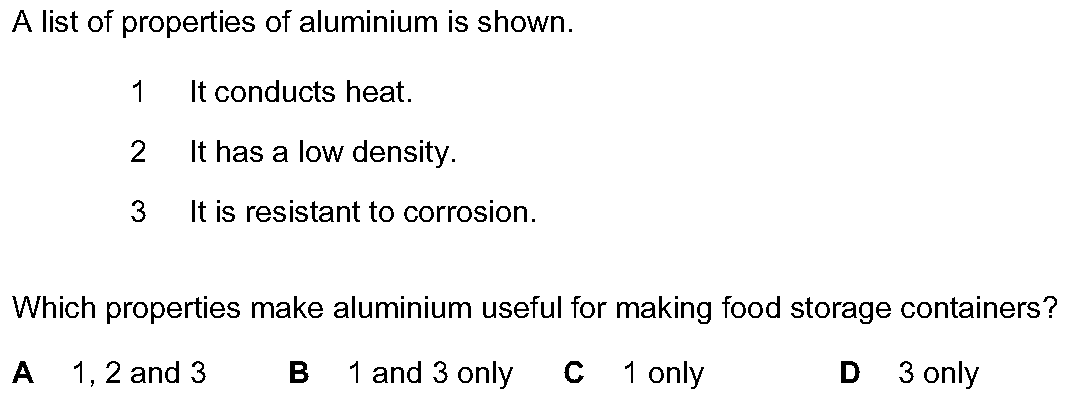 A list of properties of aluminium is shown.
1 It conducts heat.
2 It has a low density.
3 It is resistant to corrosion.
Which properties make aluminium useful for making food storage containers?
A 1, 2 and 3 B 1 and 3 only C 1 only D 3 only